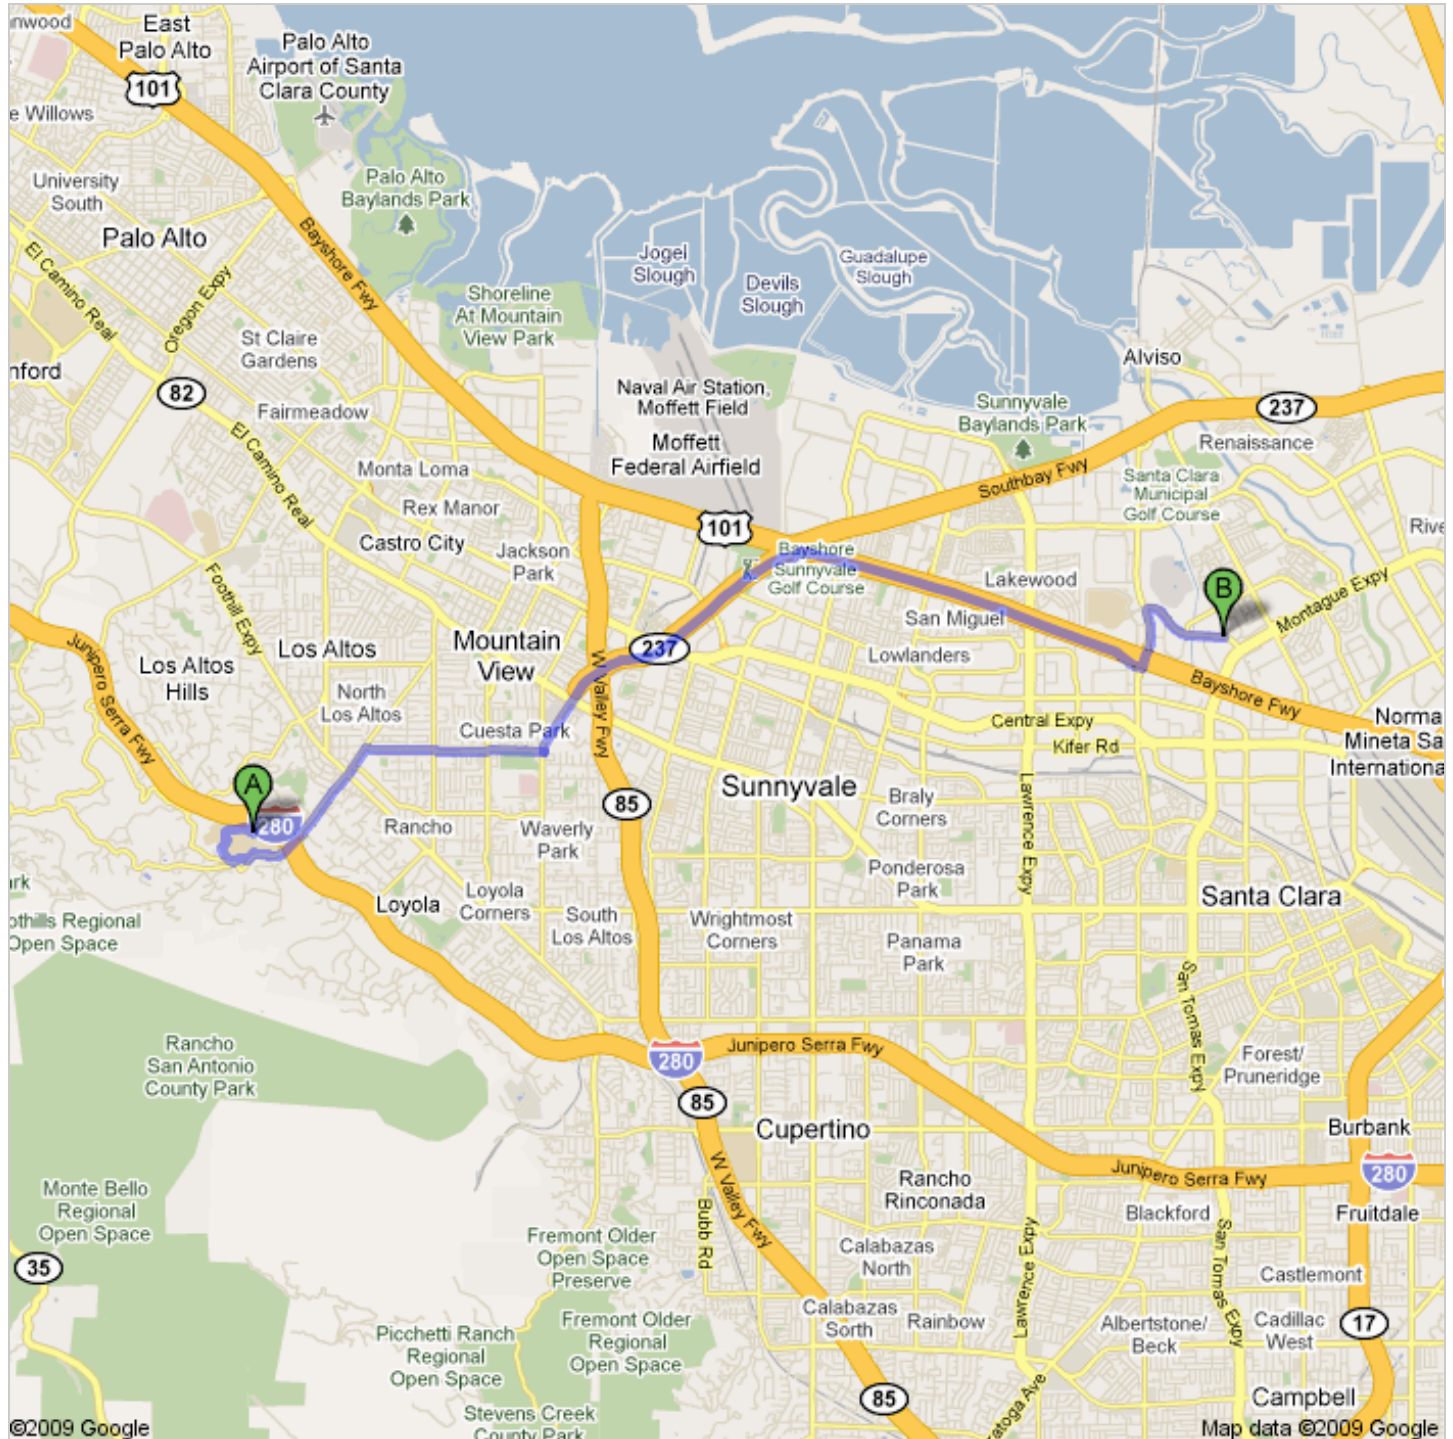 nwood
East
Palo Alto
101
e Willows
Palo Alto
Airport of Santa
Clara County
University
South
Palo Alto
Baylands Park
Palo Alto
Bayshore Fwy
El Camino Real
Oregon Expy
Jogel
Slough
Devils
Slough
Guadalupe
Slough
Shoreline
At Mountain
View Park
St Claire
Gardens
nford
82
Fairmeadow
El Camino Real
Naval Air Station,
Moffett Field
Moffett
Federal Airfield
Alviso
Sunnyvale
Baylands Park
237
Renaissance
Southbay Fwy
Santa Clara
Municipal
Golf Course
Monta Loma
Rex Manor
Castro City
Jackson
Park
101
Bayshore
Sunnyvale
Golf Course
Rive
Lakewood
B
Montague Expy
San Miguel
Lowlanders
Foothill Expy
Junipero Serra Fwy
Los Altos
Los Altos
Hills
Mountain
View
237
W Valley Fwy
North
Los Altos
Cuesta Park
Bayshore Fwy
Central Expy
Kifer Rd
Norma
Mineta Sa
Internationa
A
280
Sunnyvale
85
Braly
Corners
Lawrence Expy
Rancho
Waverly
Park
Ponderosa
Park
Santa Clara
ark
Loyola
Loyola
Corners
South
Los Altos
Wrightmost
Corners
Panama
Park
othills Regional
Open Space
San Tomas Expy
Rancho
San Antonio
County Park
280
Junipero Serra Fwy
Forest/
Pruneridge
85
Cupertino
Burbank
W Valley Fwy
Junipero Serra Fwy
280
Rancho
Rinconada
Monte Bello
Regional
Open Space
Bubb Rd
Blackford
Fruitdale
Fremont Older
Open Space
Preserve
Calabazas
North
Lawrence Expy
San Tomas Expy
35
Castlemont
Fremont Older
Regional
Open Space
Calabazas
Sorth
Rainbow
Albertstone/
Beck
Cadillac
West
17
Picchetti Ranch
Regional
Open Space
85
ratoga Ave
Campbell
Stevens Creek
County Park
©2009 Google
Map data ©2009 Google